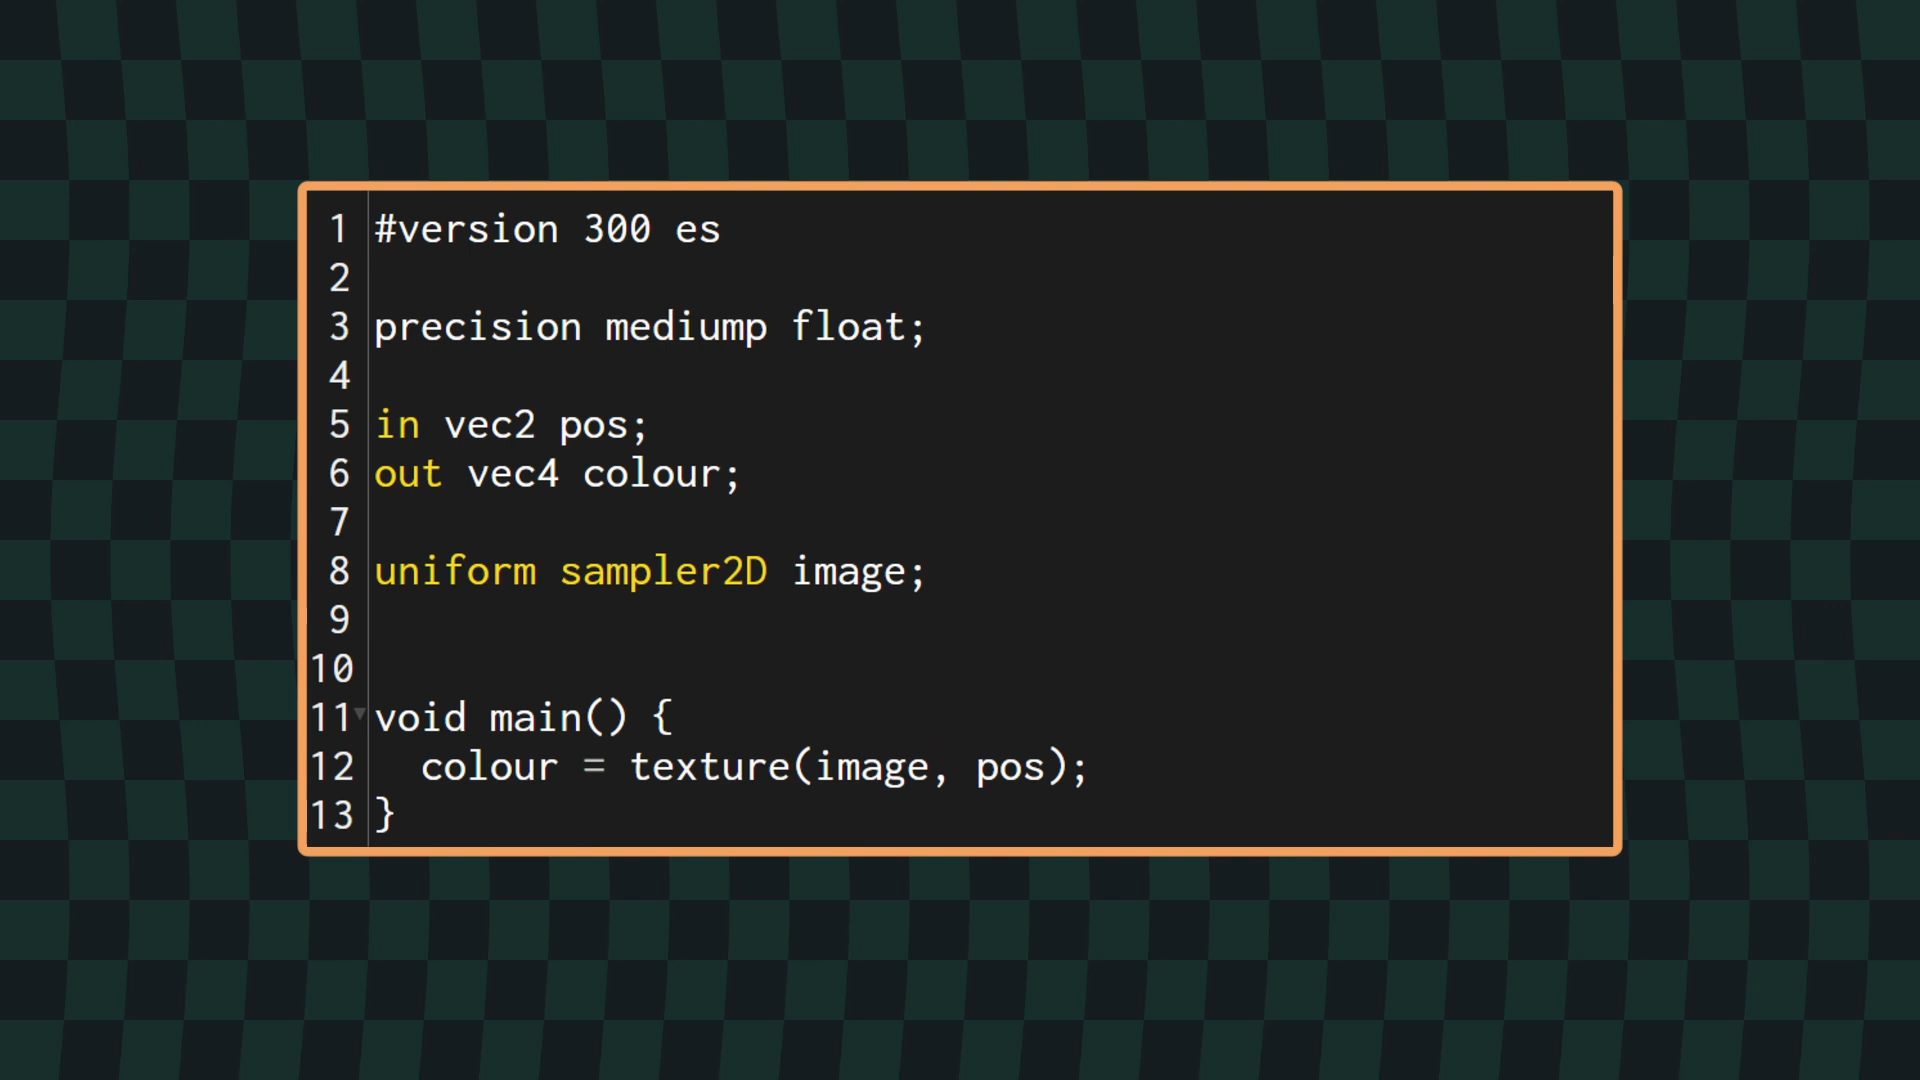 1 #version 300 es
2
3 precision mediump float;
4
5 in vec2 pos;
6 out vec4 colour;
7
8 uniform sampler2D image;
9
10
11 void main() {
12   colour = texture(image, pos);
13 }